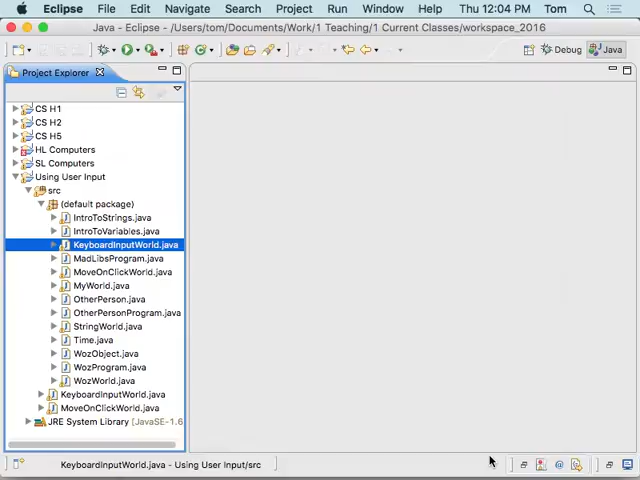 Eclipse File Edit Navigate Search Project Run Window Help Thu 12:04 PM Tom
Java - Eclipse - /Users/tom/Documents/Work/1 Teaching/1 Current Classes/workspace_2016
Debug Java
Project Explorer
CS H1
CS H2
CS H5
HL Computers
SL Computers
Using User Input
src
(default package)
IntroToStrings.java
IntroToVariables.java
KeyboardInputWorld.java
MadLibsProgram.java
MoveOnClickWorld.java
MyWorld.java
OtherPerson.java
OtherPersonProgram.java
StringWorld.java
Time.java
WozObject.java
WozProgram.java
WozWorld.java
KeyboardInputWorld.java
MoveOnClickWorld.java
JRE System Library [JavaSE-1.6
KeyboardInputWorld.java - Using User Input/src